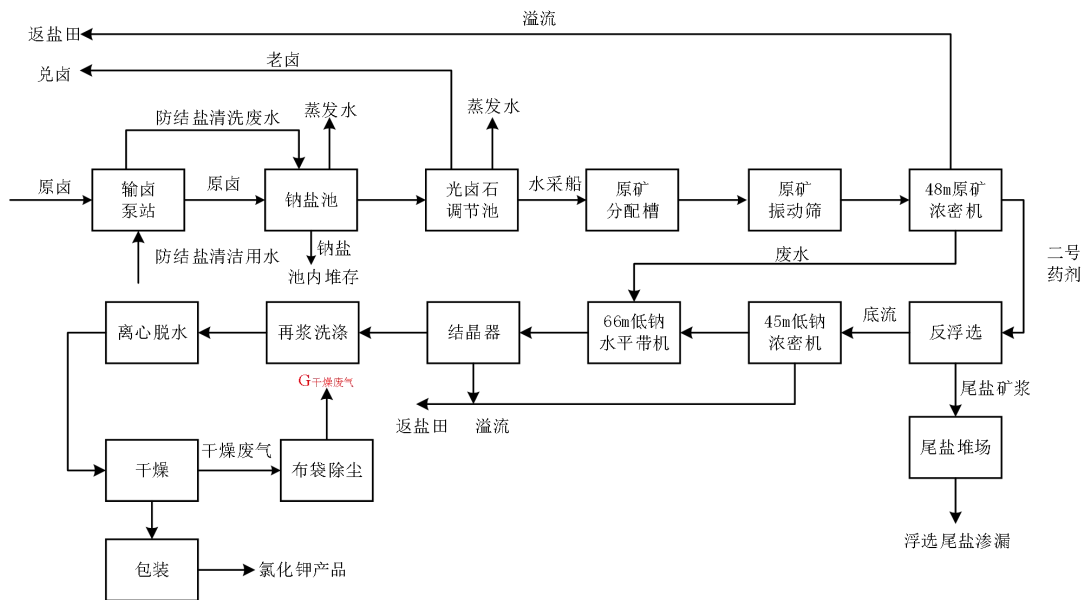 溢流
返盐田
老卤
兑卤
防结盐清洗废水
蒸发水
蒸发水
原卤
输卤
泵站
原卤
钠盐池
光卤石
调节池
水采船
原矿
分配槽
原矿
振动筛
48m原矿
浓密机
防结盐清洁用水
钠盐
池内堆存
废水
二号
药剂
离心脱水
再浆洗涤
结晶器
66m低钠
水平带机
45m低钠
浓密机
底流
反浮选
G干燥废气
尾盐矿浆
返盐田
溢流
干燥
干燥废气
布袋除尘
尾盐堆场
浮选尾盐渗漏
包装
氯化钾产品